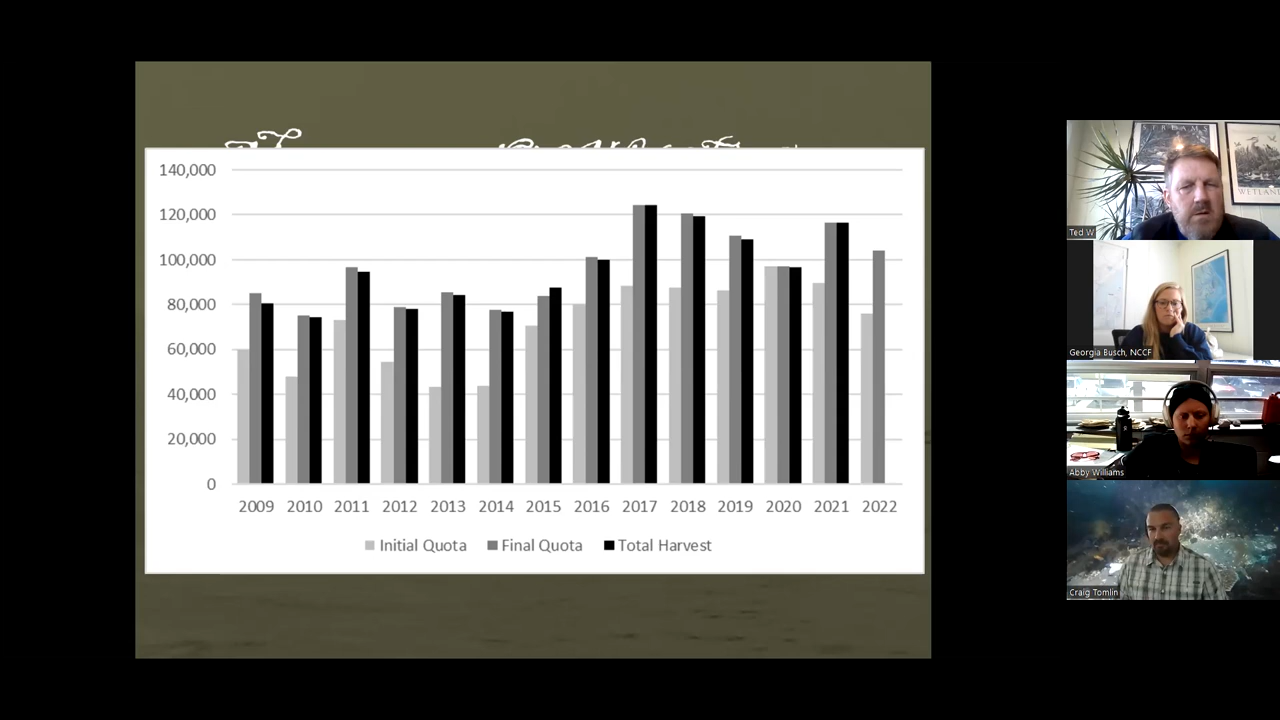 140,000
120,000
100,000
80,000
60,000
40,000
20,000
0
2009 2010 2011 2012 2013 2014 2015 2016 2017 2018 2019 2020 2021 2022
Initial Quota Final Quota Total Harvest
WETLAND
Ted W
Georgia Busch, NCCF
Abby Williams
Craig Tomlin